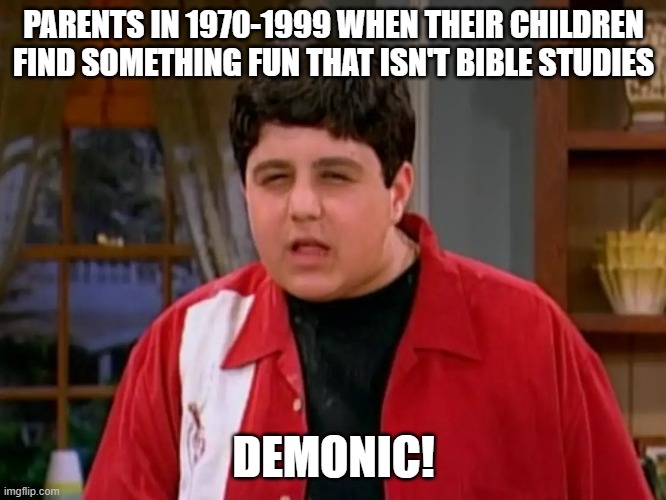 PARENTS IN 1970-1999 WHEN THEIR CHILDREN
FIND SOMETHING FUN THAT ISN'T BIBLE STUDIES
DEMONIC!
imgflip.com